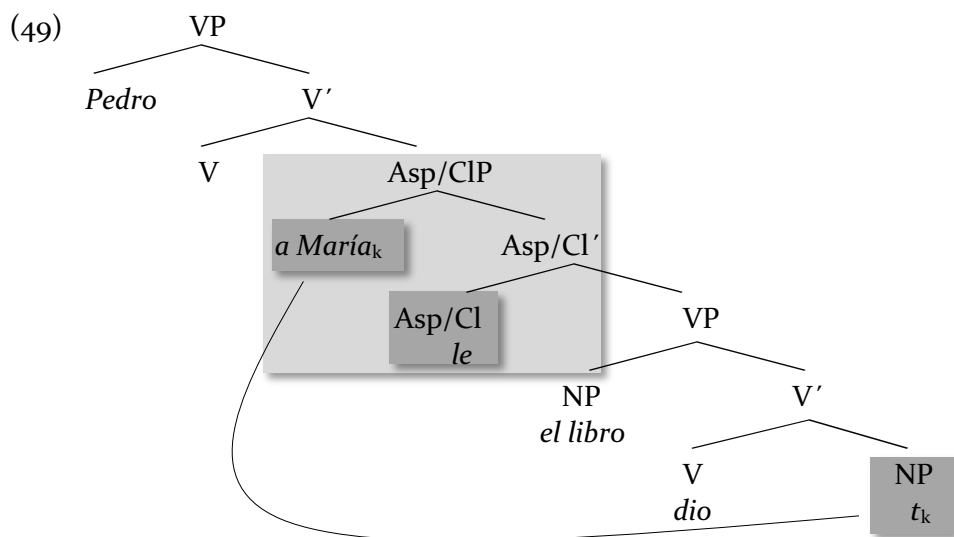 (49) VP
Pedro V′
V Asp/ClP
a Maríaₖ Asp/Cl′
Asp/Cl VP
le
NP V′
el libro
V NP
dio tₖ